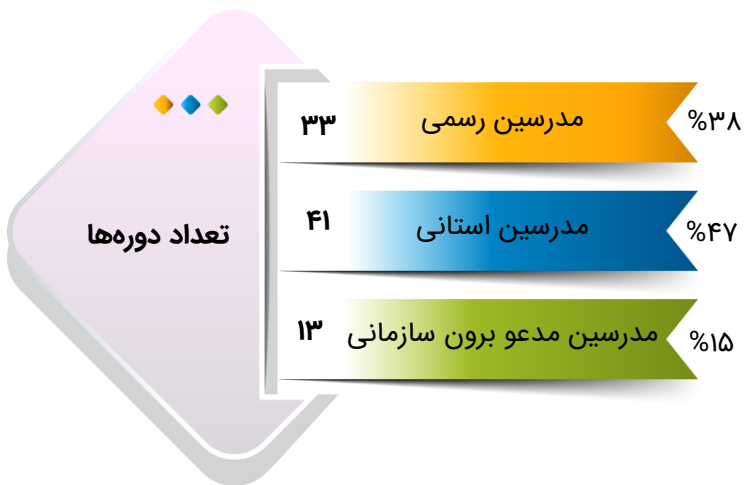 تعداد دوره‌ها
%۳۸
مدرسین رسمی
۳۳
%۴۷
مدرسین استانی
۴۱
%۱۵
مدرسین مدعو برون سازمانی
۱۳